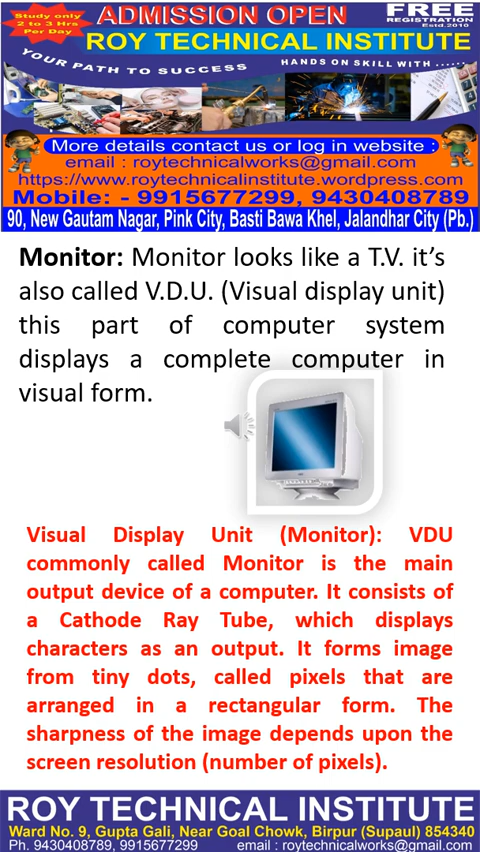 Study only
2 to 3 Hrs
Per Day
ADMISSION OPEN
FREE
REGISTRATION
Estd.2010
ROY TECHNICAL INSTITUTE
YOUR PATH TO SUCCESS
HANDS ON SKILL WITH ......
More details contact us or log in website :
email : roytechnicalworks@gmail.com
https://www.roytechnicalinstitute.wordpress.com
Mobile: - 9915677299, 9430408789
90, New Gautam Nagar, Pink City, Basti Bawa Khel, Jalandhar City (Pb.)
Monitor: Monitor looks like a T.V. it’s
also called V.D.U. (Visual display unit)
this part of computer system
displays a complete computer in
visual form.
Visual Display Unit (Monitor): VDU
commonly called Monitor is the main
output device of a computer. It consists of
a Cathode Ray Tube, which displays
characters as an output. It forms image
from tiny dots, called pixels that are
arranged in a rectangular form. The
sharpness of the image depends upon the
screen resolution (number of pixels).
ROY TECHNICAL INSTITUTE
Ward No. 9, Gupta Gali, Near Goal Chowk, Birpur (Supaul) 854340
Ph. 9430408789, 9915677299 email : roytechnicalworks@gmail.com